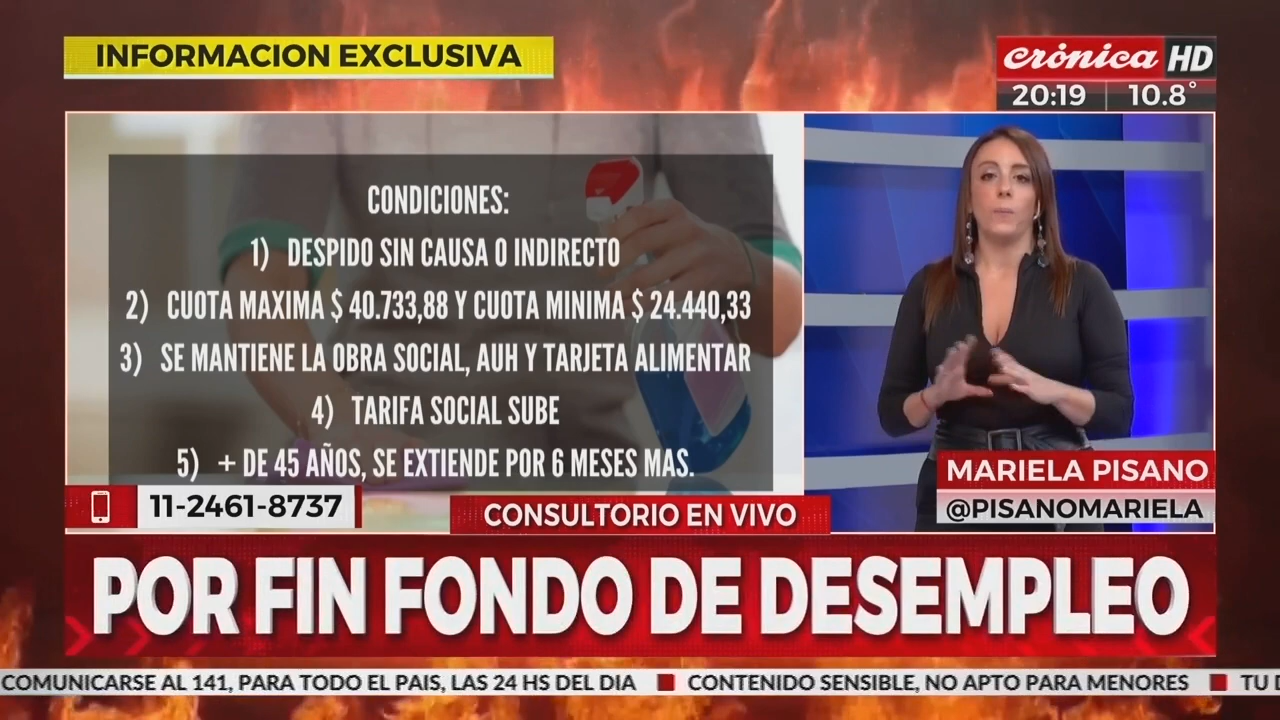 INFORMACION EXCLUSIVA
crónica HD
20:19 10.8°
CONDICIONES:
1) DESPIDO SIN CAUSA O INDIRECTO
2) CUOTA MAXIMA $ 40.733,88 Y CUOTA MINIMA $ 24.440,33
3) SE MANTIENE LA OBRA SOCIAL, AUH Y TARJETA ALIMENTAR
4) TARIFA SOCIAL SUBE
5) + DE 45 AÑOS, SE EXTIENDE POR 6 MESES MAS.
MARIELA PISANO
@PISANOMARIELA
11-2461-8737
CONSULTORIO EN VIVO
POR FIN FONDO DE DESEMPLEO
COMUNICARSE AL 141, PARA TODO EL PAIS, LAS 24 HS DEL DIA ■ CONTENIDO SENSIBLE, NO APTO PARA MENORES ■ TU